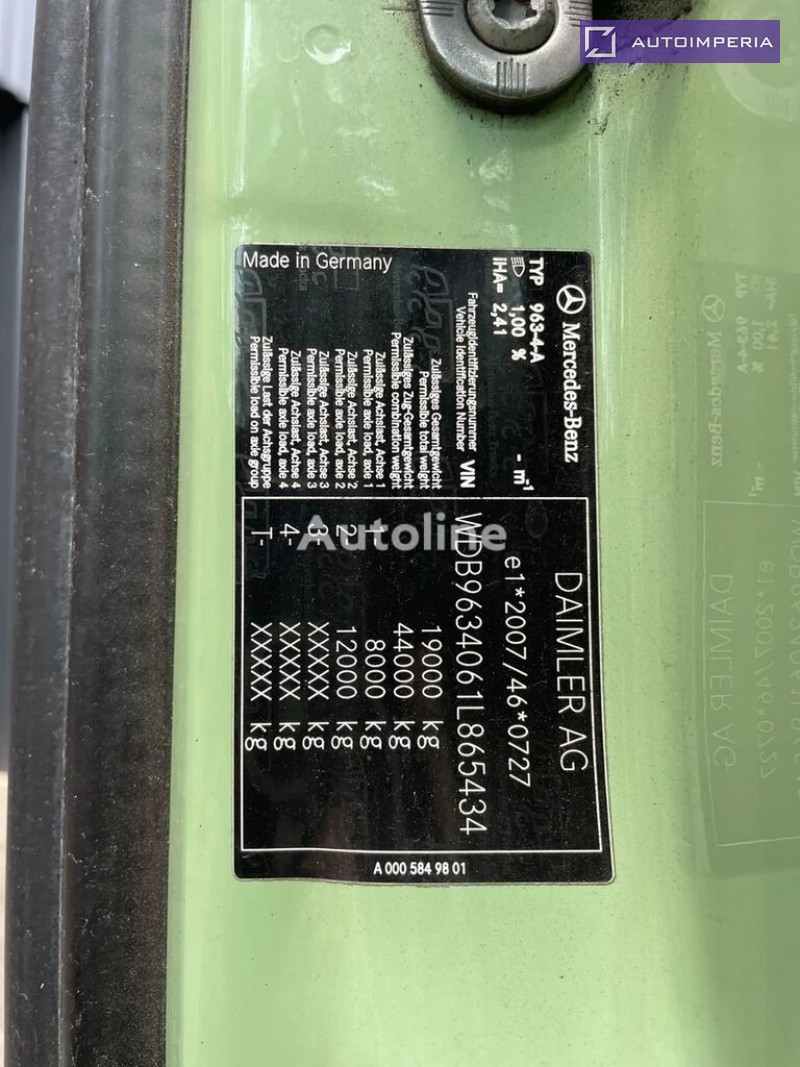 AUTOIMPERIA
Mercedes-Benz
TYP 963-4-A
1,00 % - m-1
IHA= 2,41
DAIMLER AG
e1*2007/46*0727
Fahrzeugidentifizierungsnummer
Vehicle Identification Number VIN WDB9634061L865434
Zulässiges Gesamtgewicht
Permissible total weight 19000 kg
Zulässiges Zug-Gesamtgewicht
Permissible combination weight 44000 kg
Zulässige Achslast, Achse 1
Permissible axle load, axle 1 1- 8000 kg
Zulässige Achslast, Achse 2
Permissible axle load, axle 2 2- 12000 kg
Zulässige Achslast, Achse 3
Permissible axle load, axle 3 3- XXXXX kg
Zulässige Achslast, Achse 4
Permissible axle load, axle 4 4- XXXXX kg
Zulässige Last der Achsgruppe
Permissible load on axle group T- XXXXX kg
Made in Germany
A 000 584 98 01
Autoline